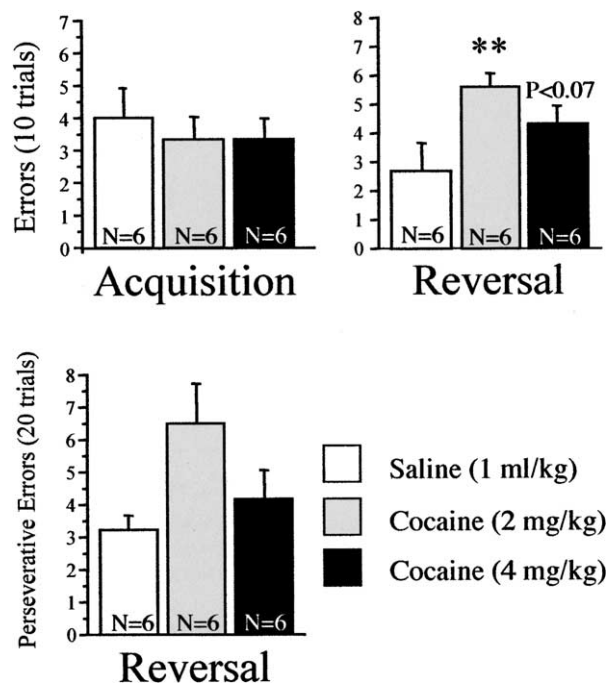 Errors (10 trials)
7
6
5
4
3
2
1
0
N=6 N=6 N=6
Acquisition
8
7
6
5
4
3
2
1
0
**
P<0.07
N=6 N=6 N=6
Reversal
Perseverative Errors (20 trials)
8
7
6
5
4
3
2
1
0
N=6 N=6 N=6
Reversal
Saline (1 ml/kg)
Cocaine (2 mg/kg)
Cocaine (4 mg/kg)